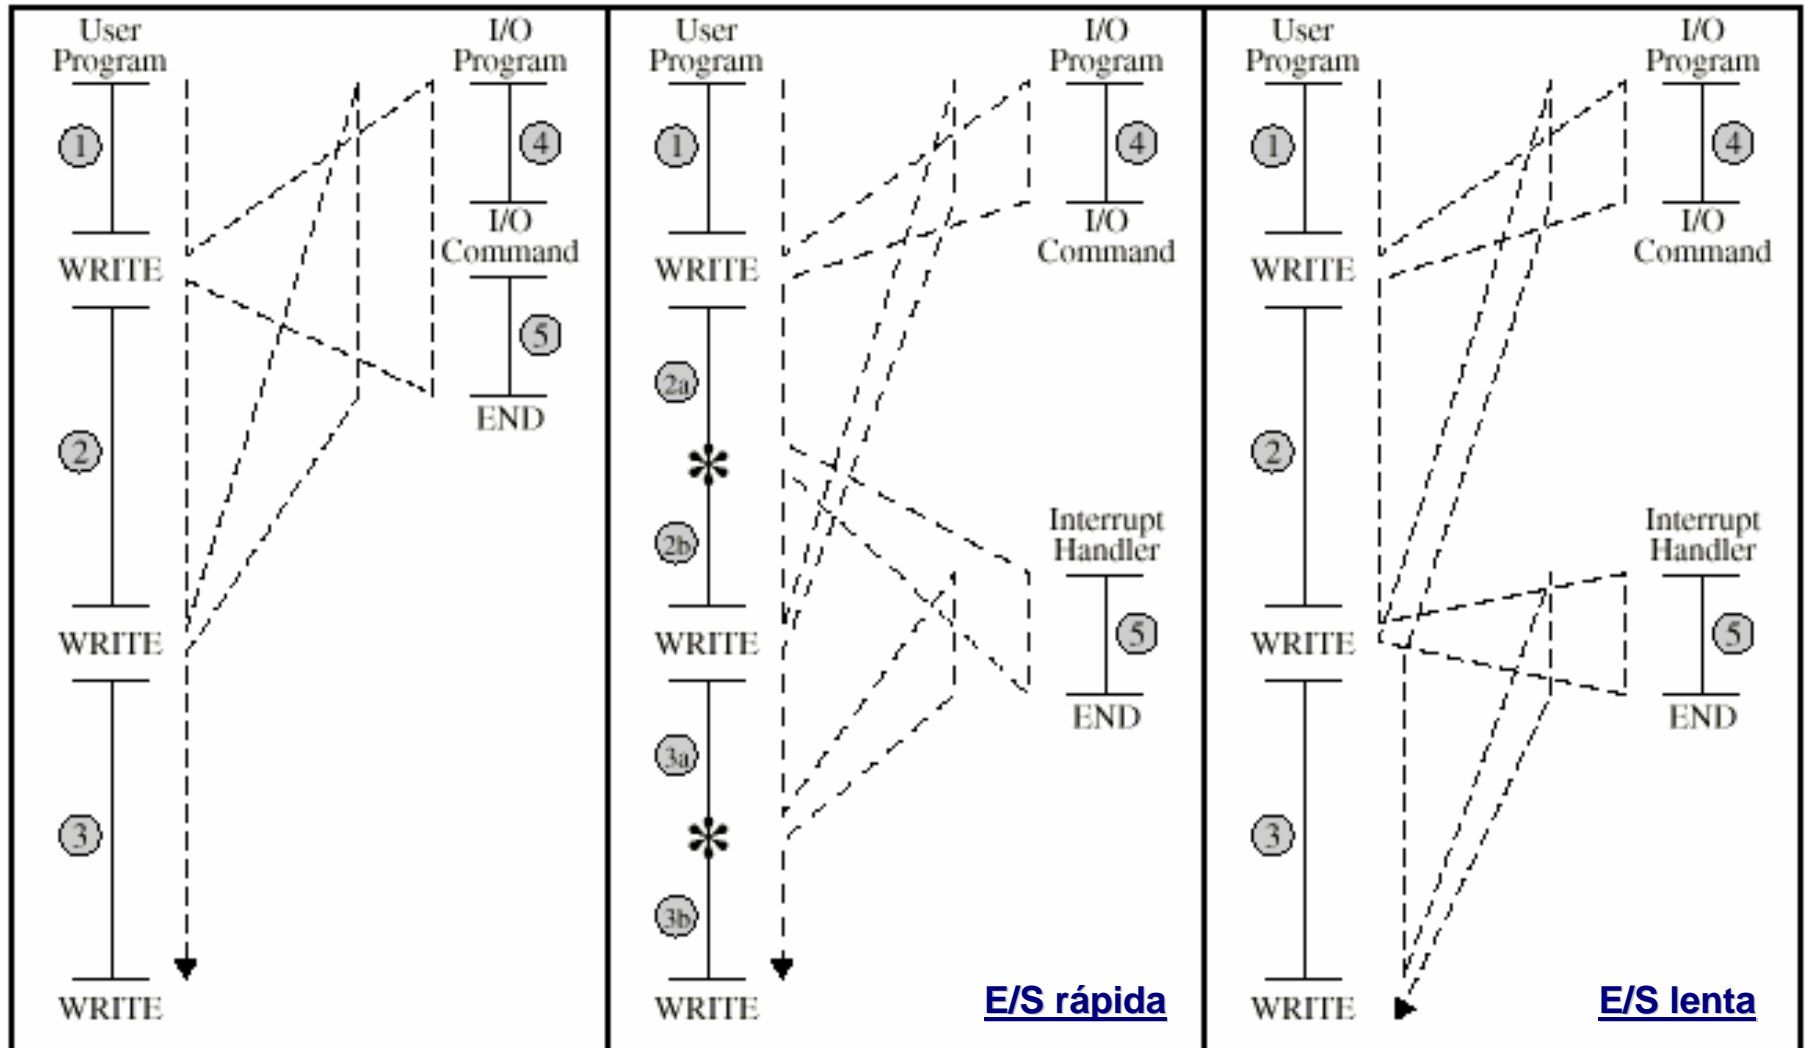 User
Program
I/O
Program
1
4
I/O
Command
WRITE
5
END
2
WRITE
3
WRITE
User
Program
I/O
Program
1
4
I/O
Command
WRITE
2a
*
2b
Interrupt
Handler
5
WRITE
END
3a
*
3b
WRITE
E/S rápida
User
Program
I/O
Program
1
4
I/O
Command
WRITE
2
Interrupt
Handler
5
WRITE
END
3
WRITE
E/S lenta